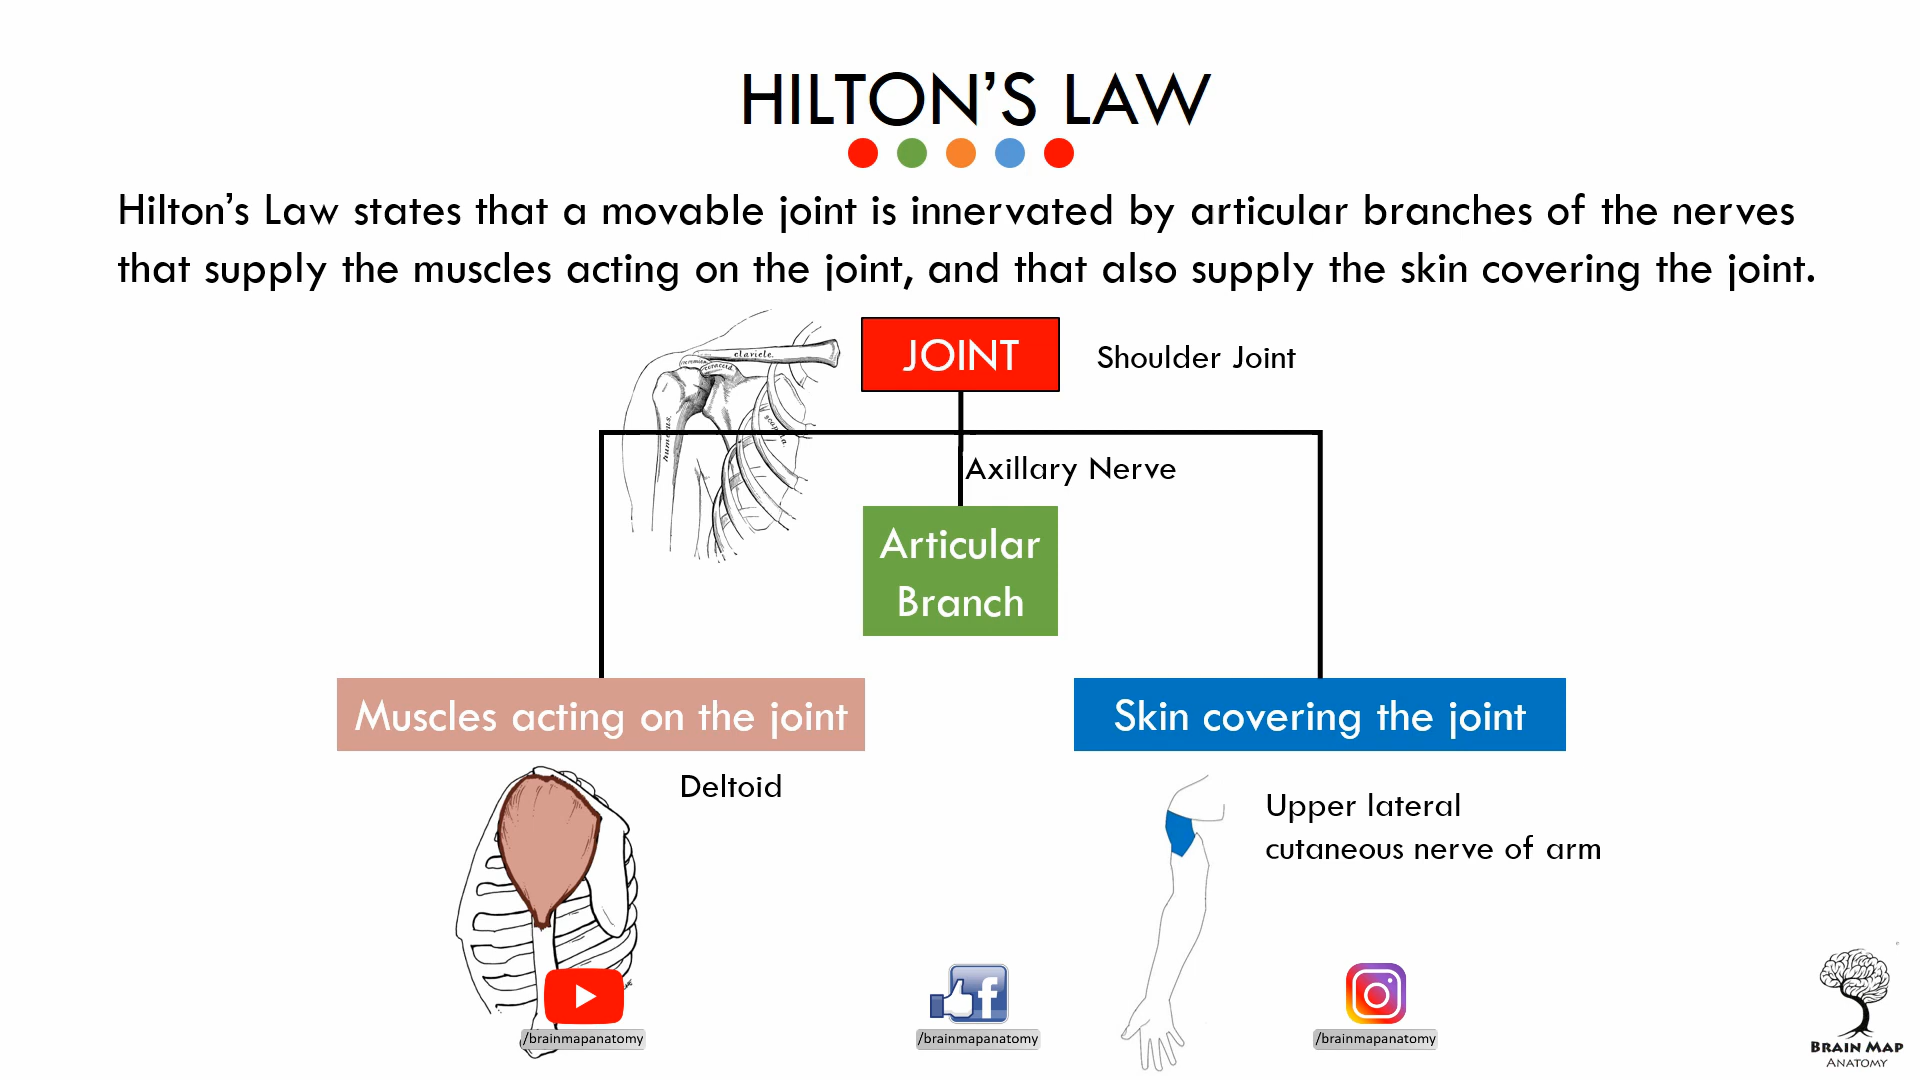 HILTON’S LAW
Hilton’s Law states that a movable joint is innervated by articular branches of the nerves
that supply the muscles acting on the joint, and that also supply the skin covering the joint.
JOINT
Shoulder Joint
clavicle.
coracoid.
humerus.
Axillary Nerve
Articular
Branch
Muscles acting on the joint
Skin covering the joint
Deltoid
Upper lateral
cutaneous nerve of arm
f
/brainmapanatomy
/brainmapanatomy
/brainmapanatomy
BRAIN MAP
ANATOMY